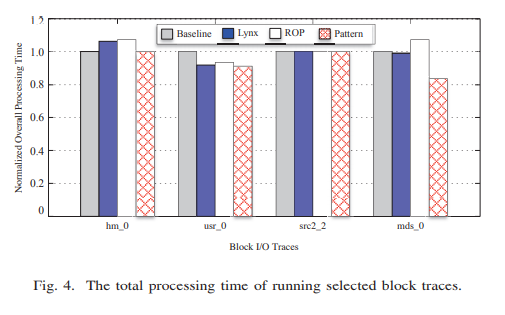 1 5
Baseline Lynx ROP Pattern
1.0
0.8
0.6
0.4
0.2
0
Normalized Overall Processing Time
hm_0 usr_0 src2_2 mds_0
Block I/O Traces
Fig. 4. The total processing time of running selected block traces.